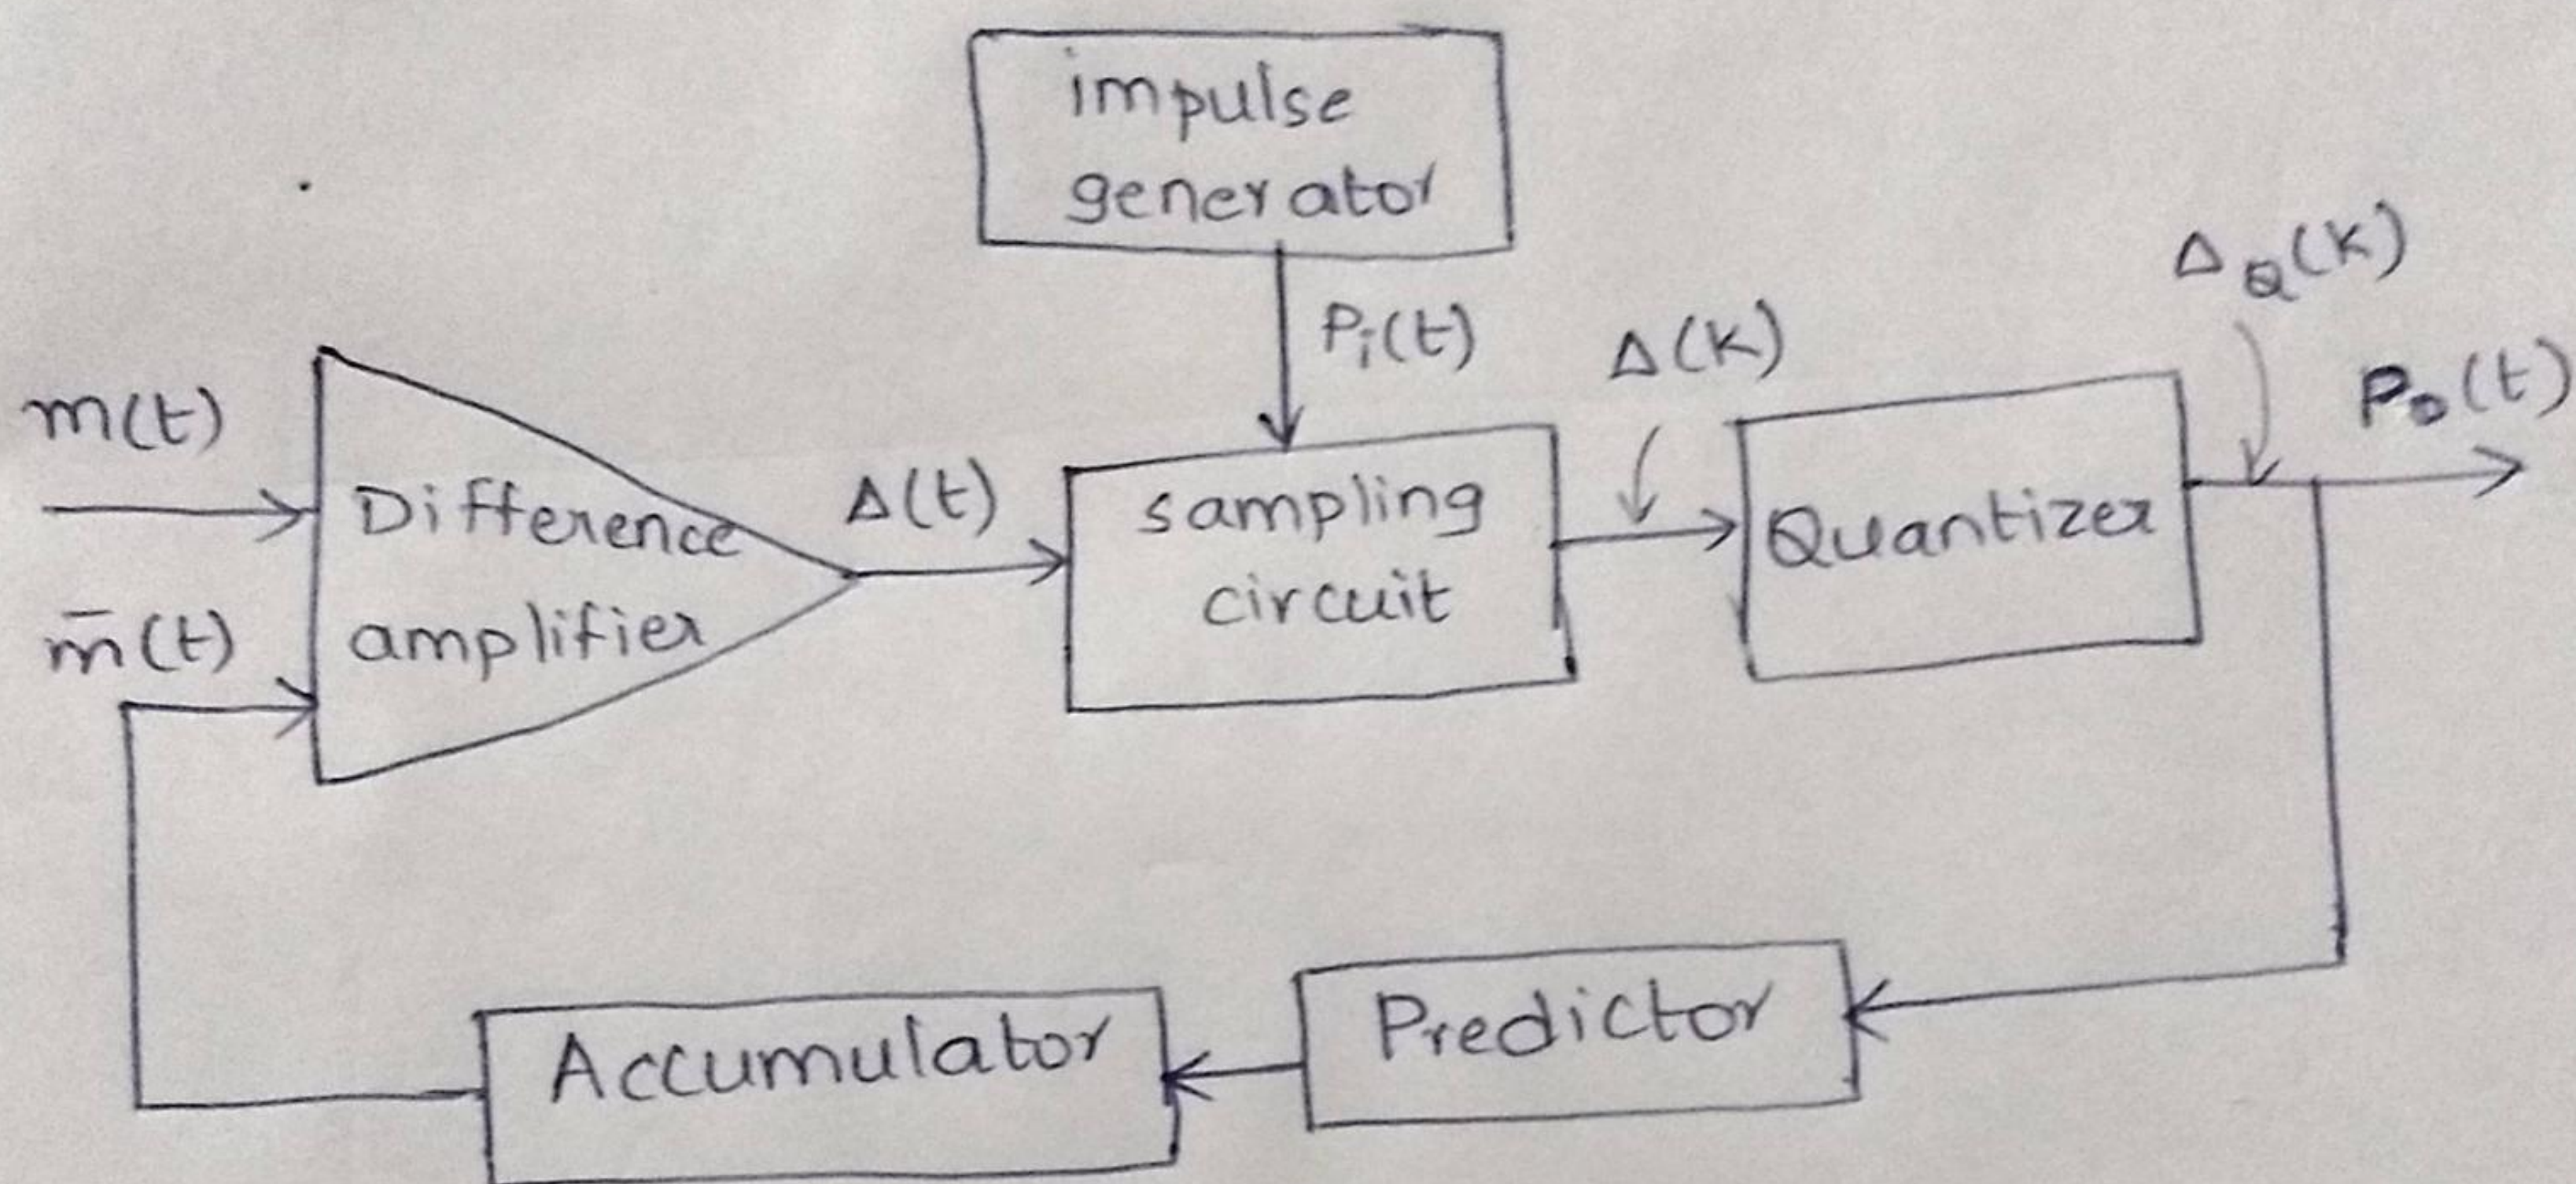 impulse
generator
Pi(t)
Δ(k)
ΔQ(k)
Po(t)
m(t)
Difference
amplifier
m̄(t)
Δ(t)
sampling
circuit
Quantizer
Accumulator
Predictor